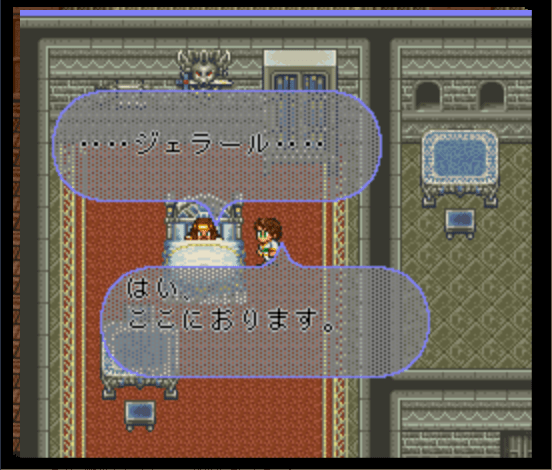 ‥‥ジェラール‥‥
はい、
ここにおります。